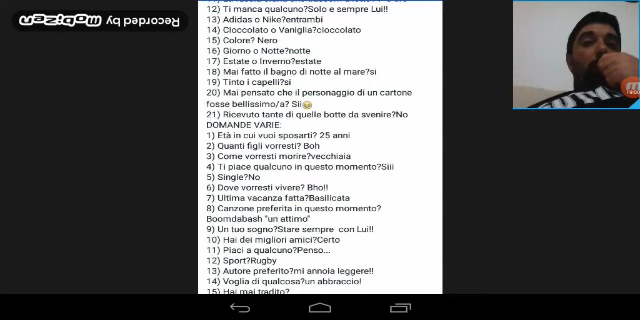 Recorded by mobizen
12) Ti manca qualcuno?Solo e sempre Lui!!
13) Adidas o Nike?entrambi
14) Cioccolato o Vaniglia?cioccolato
15) Colore? Nero
16) Giorno o Notte?notte
17) Estate o Inverno?estate
18) Mai fatto il bagno di notte al mare?si
19) Tinto i capelli?si
20) Mai pensato che il personaggio di un cartone
fosse bellissimo/a? SiI😂
21) Ricevuto tante di quelle botte da svenire?No
DOMANDE VARIE:
1) Età in cui vuoi sposarti? 25 anni
2) Quanti figli vorresti? Boh
3) Come vorresti morire?vecchiaia
4) Ti piace qualcuno in questo momento?Siii
5) Single?No
6) Dove vorresti vivere? Bho!!
7) Ultima vacanza fatta?Basilicata
8) Canzone preferita in questo momento?
Boomdabash "un attimo"
9) Un tuo sogno?Stare sempre con Lui!!
10) Hai dei migliori amici?Certo
11) Piaci a qualcuno?Penso...
12) Sport?Rugby
13) Autore preferito?mi annoia leggere!!
14) Voglia di qualcosa?un abbraccio!
15) Hai mai tradito?